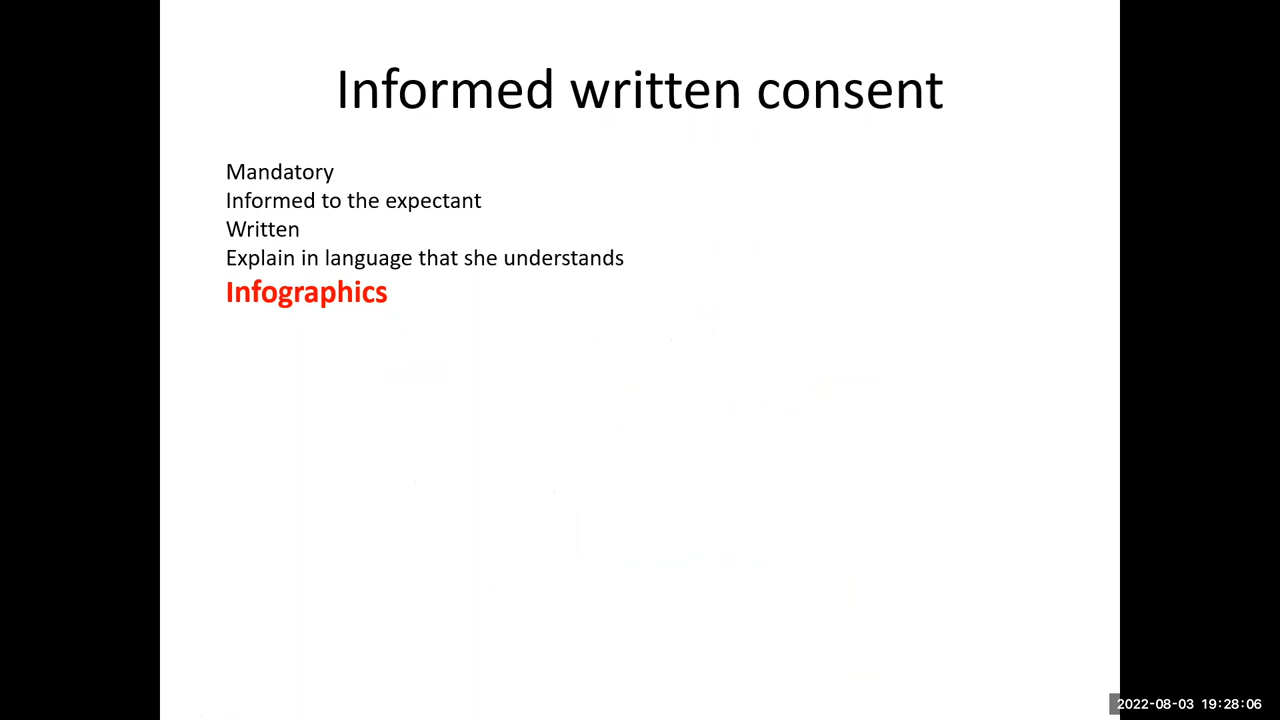 Informed written consent
Mandatory
Informed to the expectant
Written
Explain in language that she understands
Infographics
2022-08-03 19:28:06